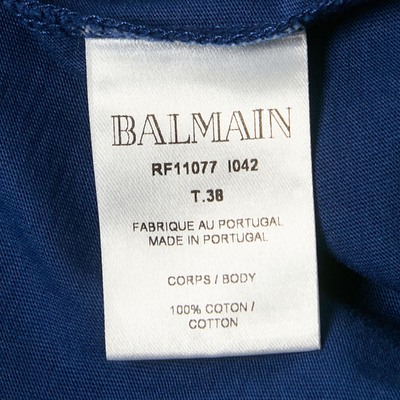 BALMAIN
RF11077 I042
T.38
FABRIQUE AU PORTUGAL
MADE IN PORTUGAL
CORPS / BODY
100% COTON /
COTTON